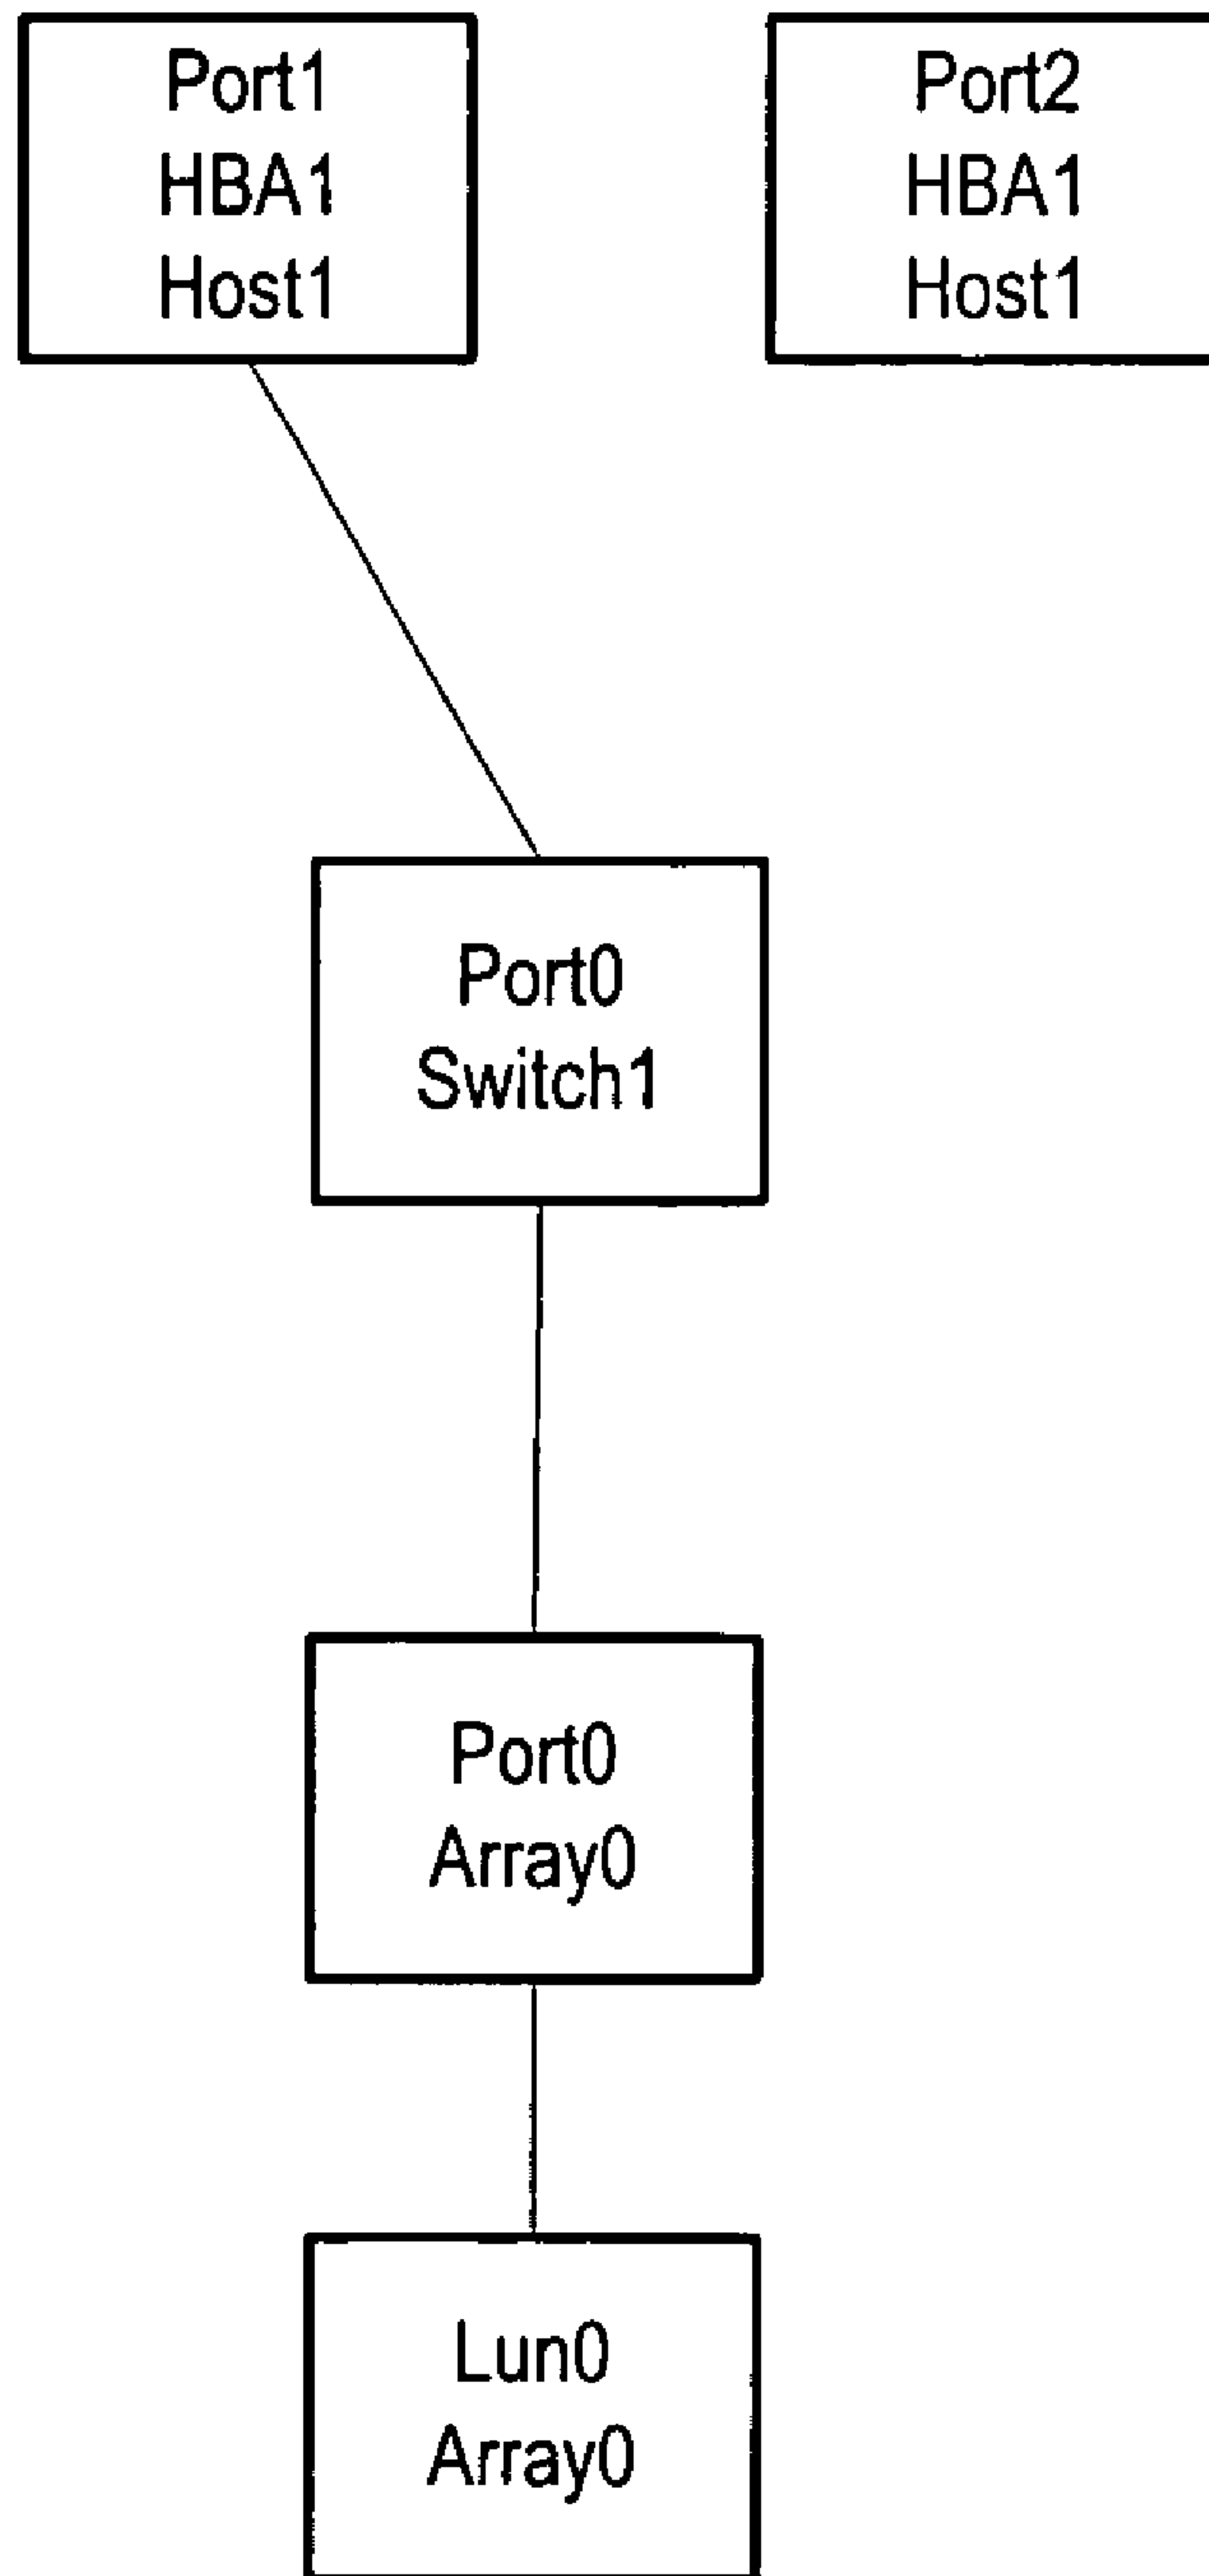 Port1
HBA1
Host1
Port2
HBA1
Host1
Port0
Switch1
Port0
Array0
Lun0
Array0